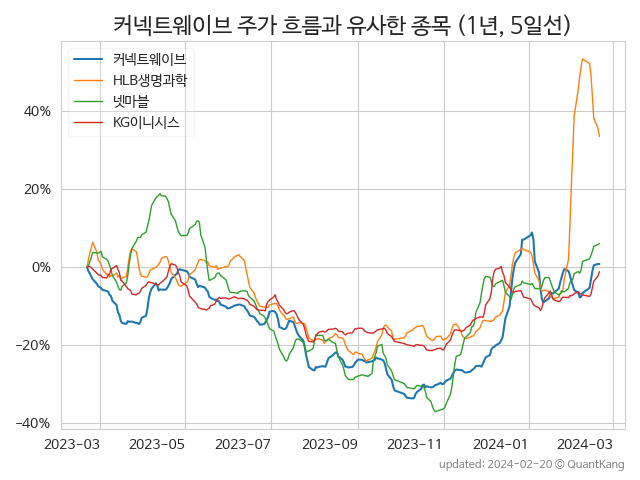 커넥트웨이브 주가 흐름과 유사한 종목 (1년, 5일선)
커넥트웨이브
HLB생명과학
넷마블
KG이니시스
40%
20%
0%
−20%
−40%
2023-03 2023-05 2023-07 2023-09 2023-11 2024-01 2024-03
updated: 2024-02-20 © QuantKang